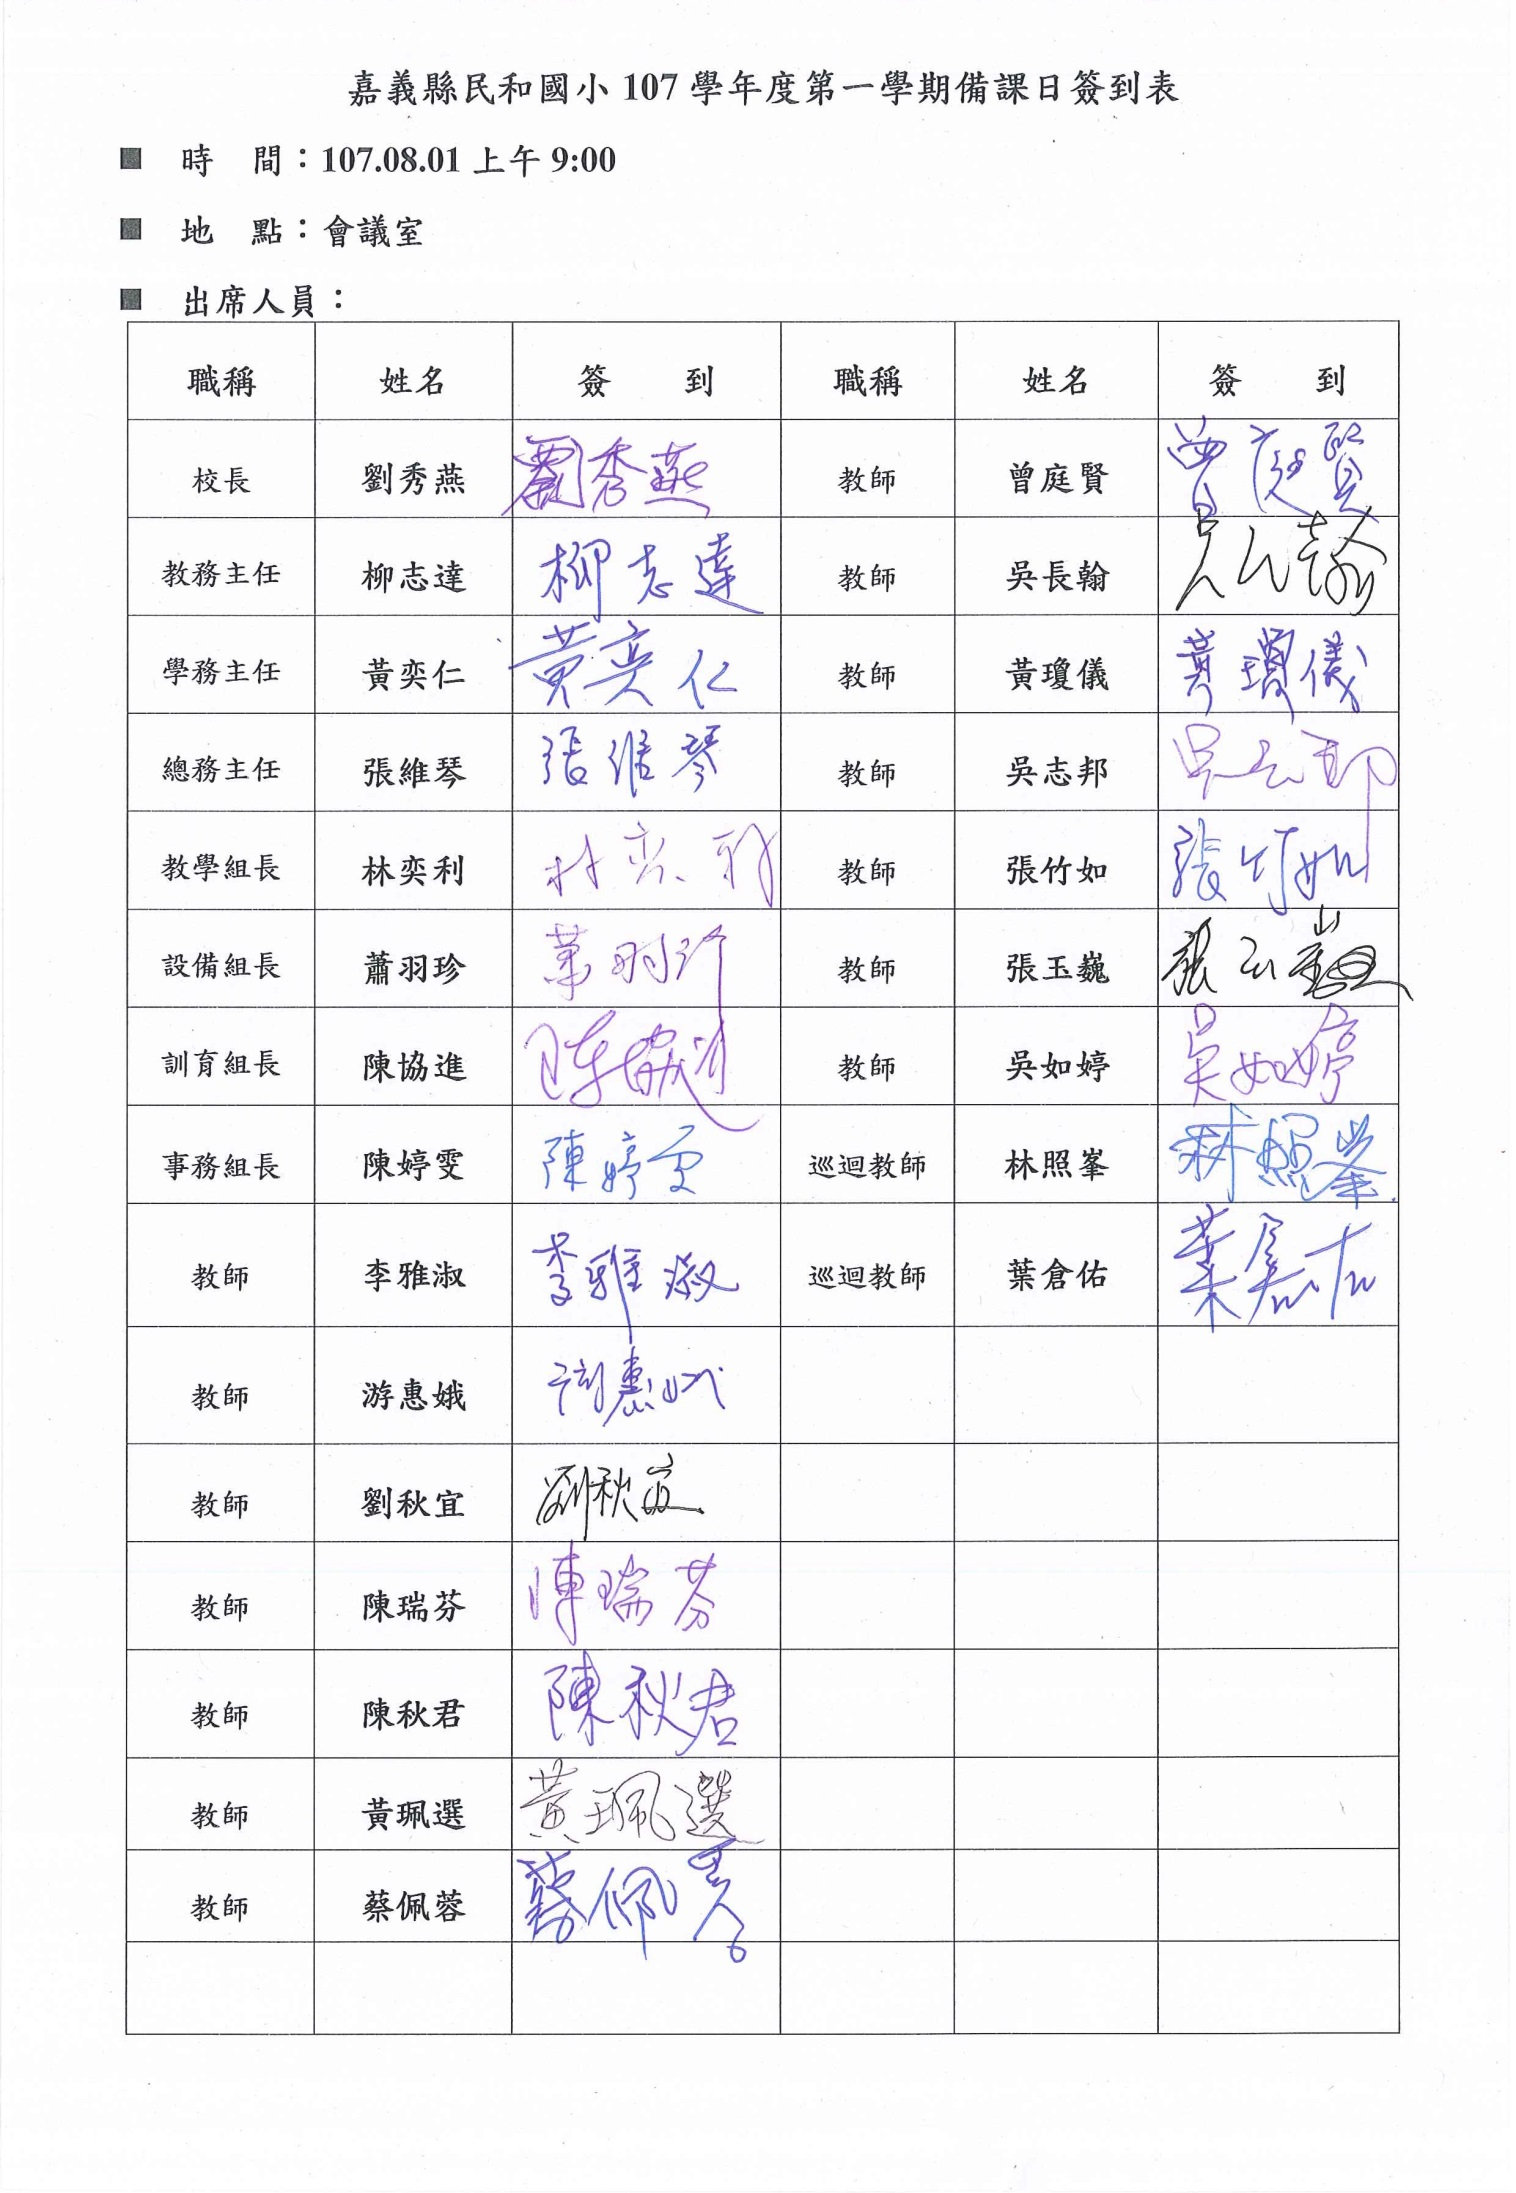 嘉義縣民和國小 107 學年度第一學期備課日簽到表
■ 時　間：107.08.01 上午 9:00
■ 地　點：會議室
■ 出席人員：
職稱 姓名 簽　到 職稱 姓名 簽　到
校長 劉秀燕 劉秀燕 教師 曾庭賢 曾庭賢
教務主任 柳志達 柳志達 教師 吳長翰
學務主任 黃奕仁 黃奕仁 教師 黃瓊儀 黃瓊儀
總務主任 張維琴 張維琴 教師 吳志邦 吳志邦
教學組長 林奕利 林奕利 教師 張竹如 張竹如
設備組長 蕭羽珍 教師 張玉巍 張玉巍
訓育組長 陳協進 陳協進 教師 吳如婷 吳如婷
事務組長 陳婷雯 陳婷雯 巡迴教師 林照峯 林照峯
教師 李雅淑 李雅淑 巡迴教師 葉倉佑 葉倉佑
教師 游惠娥 游惠娥
教師 劉秋宜 劉秋宜
教師 陳瑞芬 陳瑞芬
教師 陳秋君 陳秋君
教師 黃珮選 黃珮選
教師 蔡佩蓉 蔡佩蓉